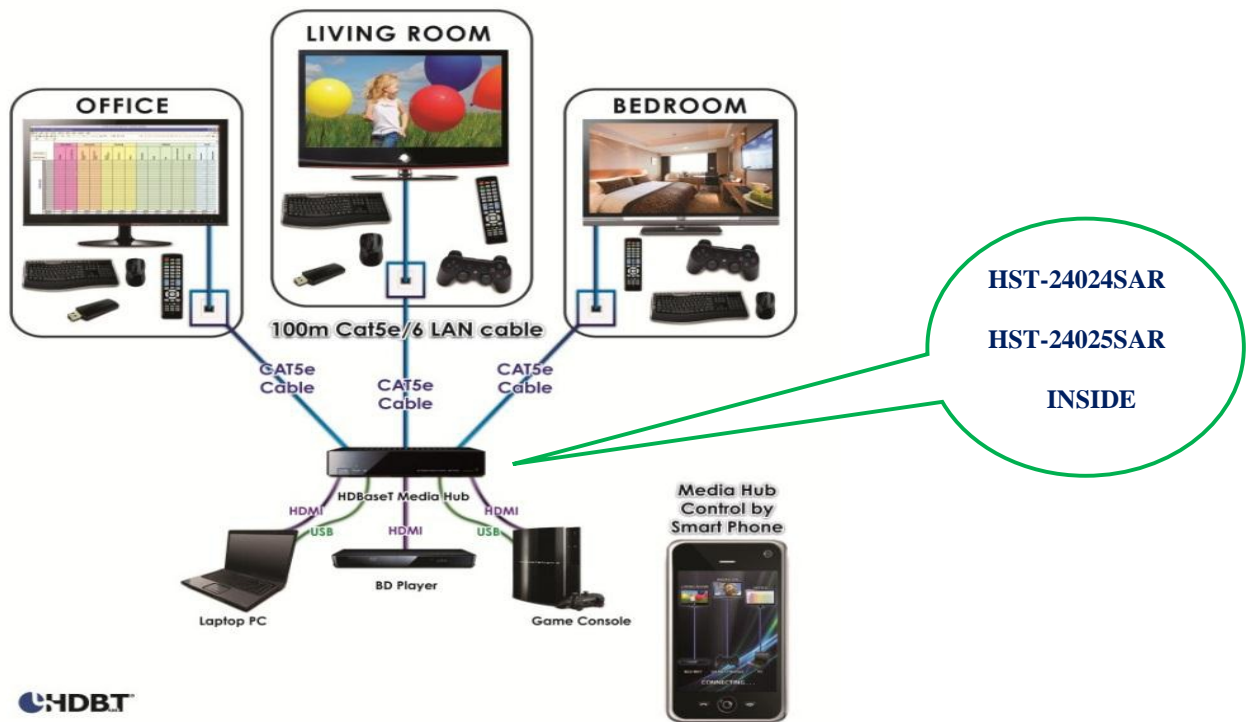 LIVING ROOM
OFFICE
BEDROOM
100m Cat5e/6 LAN cable
CAT5e
Cable
CAT5e
Cable
CAT5e
Cable
HDBaseT Media Hub
HDMI
USB
HDMI
USB
HDMI
Laptop PC
BD Player
Game Console
Media Hub
Control by
Smart Phone
CONNECTING...
HST-24024SAR
HST-24025SAR
INSIDE
HDBT